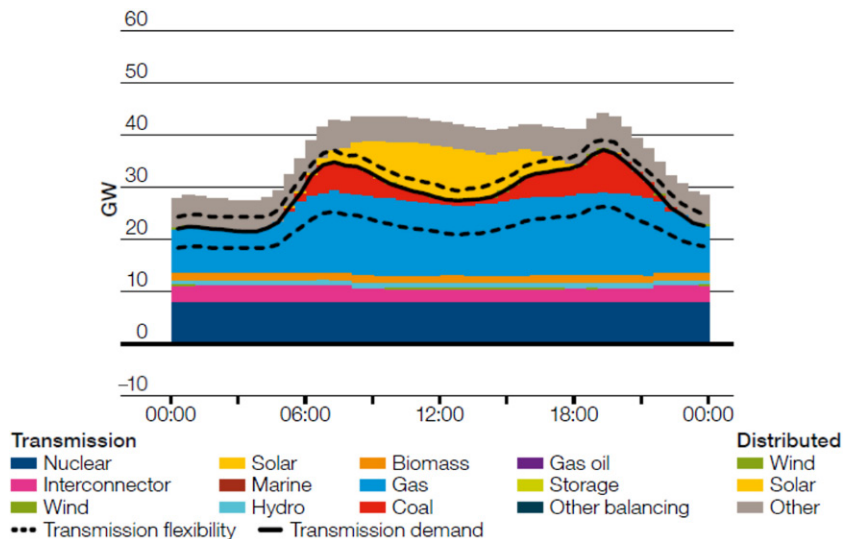 60
50
40
30
20
10
0
–10
GW
00:00 06:00 12:00 18:00 00:00
Transmission Distributed
Nuclear Solar Biomass Gas oil Wind
Interconnector Marine Gas Storage Solar
Wind Hydro Coal Other balancing Other
Transmission flexibility Transmission demand